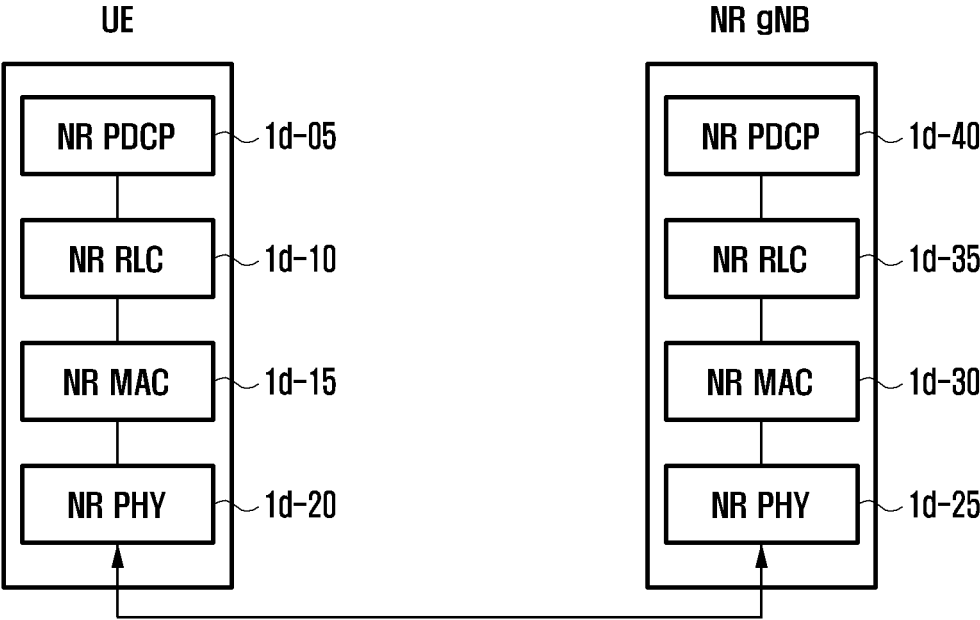 UE NR gNB
NR PDCP 1d-05 NR PDCP 1d-40
NR RLC 1d-10 NR RLC 1d-35
NR MAC 1d-15 NR MAC 1d-30
NR PHY 1d-20 NR PHY 1d-25